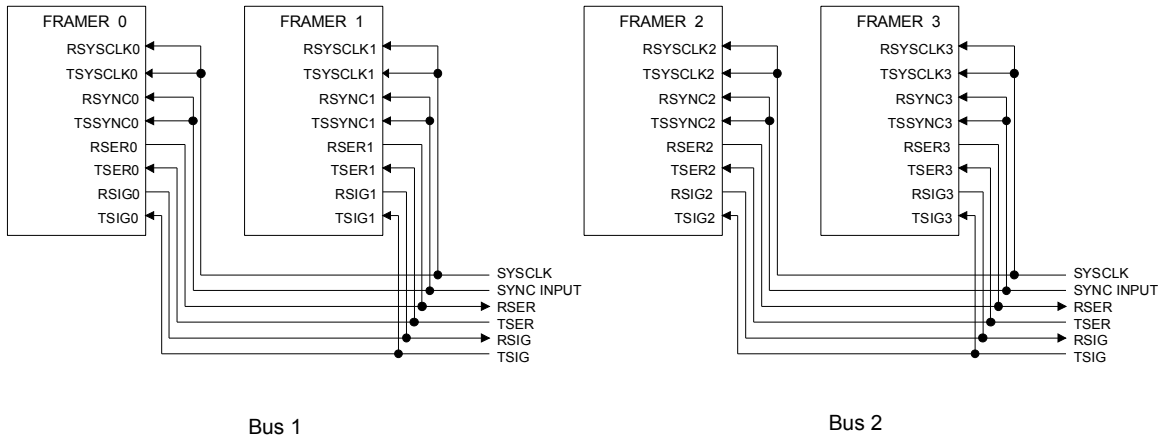 FRAMER 0
RSYSCLK0
TSYSCLK0
RSYNC0
TSSYNC0
RSER0
TSER0
RSIG0
TSIG0
FRAMER 1
RSYSCLK1
TSYSCLK1
RSYNC1
TSSYNC1
RSER1
TSER1
RSIG1
TSIG1
SYSCLK
SYNC INPUT
RSER
TSER
RSIG
TSIG
Bus 1
FRAMER 2
RSYSCLK2
TSYSCLK2
RSYNC2
TSSYNC2
RSER2
TSER2
RSIG2
TSIG2
FRAMER 3
RSYSCLK3
TSYSCLK3
RSYNC3
TSSYNC3
RSER3
TSER3
RSIG3
TSIG3
SYSCLK
SYNC INPUT
RSER
TSER
RSIG
TSIG
Bus 2